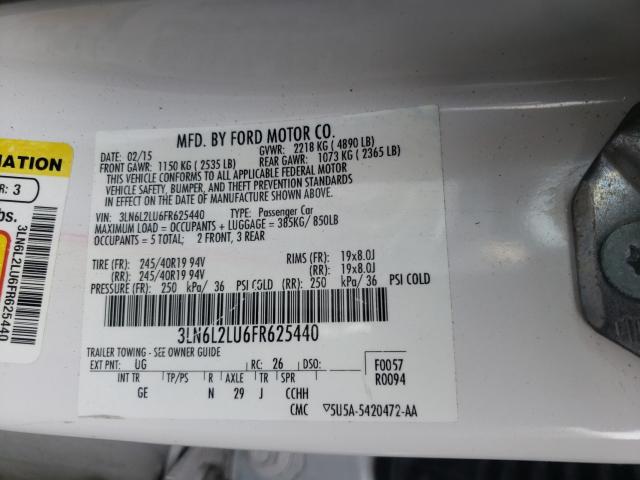 MFD. BY FORD MOTOR CO.
DATE: 02/15 GVWR: 2218 KG ( 4890 LB)
FRONT GAWR: 1150 KG ( 2535 LB) REAR GAWR: 1073 KG ( 2365 LB)
THIS VEHICLE CONFORMS TO ALL APPLICABLE FEDERAL MOTOR
VEHICLE SAFETY, BUMPER, AND THEFT PREVENTION STANDARDS
IN EFFECT ON THE DATE OF MANUFACTURE SHOWN ABOVE.
VIN: 3LN6L2LU6FR625440 TYPE: Passenger Car
MAXIMUM LOAD = OCCUPANTS + LUGGAGE = 385KG/ 850LB
OCCUPANTS = 5 TOTAL; 2 FRONT, 3 REAR
TIRE (FR): 245/40R19 94V RIMS (FR): 19x8.0J
(RR): 245/40R19 94V (RR): 19x8.0J
PRESSURE (FR): 250 kPa/ 36 PSI COLD (RR): 250 kPa/ 36 PSI COLD
3LN6L2LU6FR625440
TRAILER TOWING - SEE OWNER GUIDE
EXT PNT: UG RC: 26 DSO: F0057
R0094
INT TR TP/PS R AXLE TR SPR
GE N 29 J CCHH
CMC ▽5U5A-5420472-AA
MATION
R: 3
lbs.
3LN6L2LU6FR625440